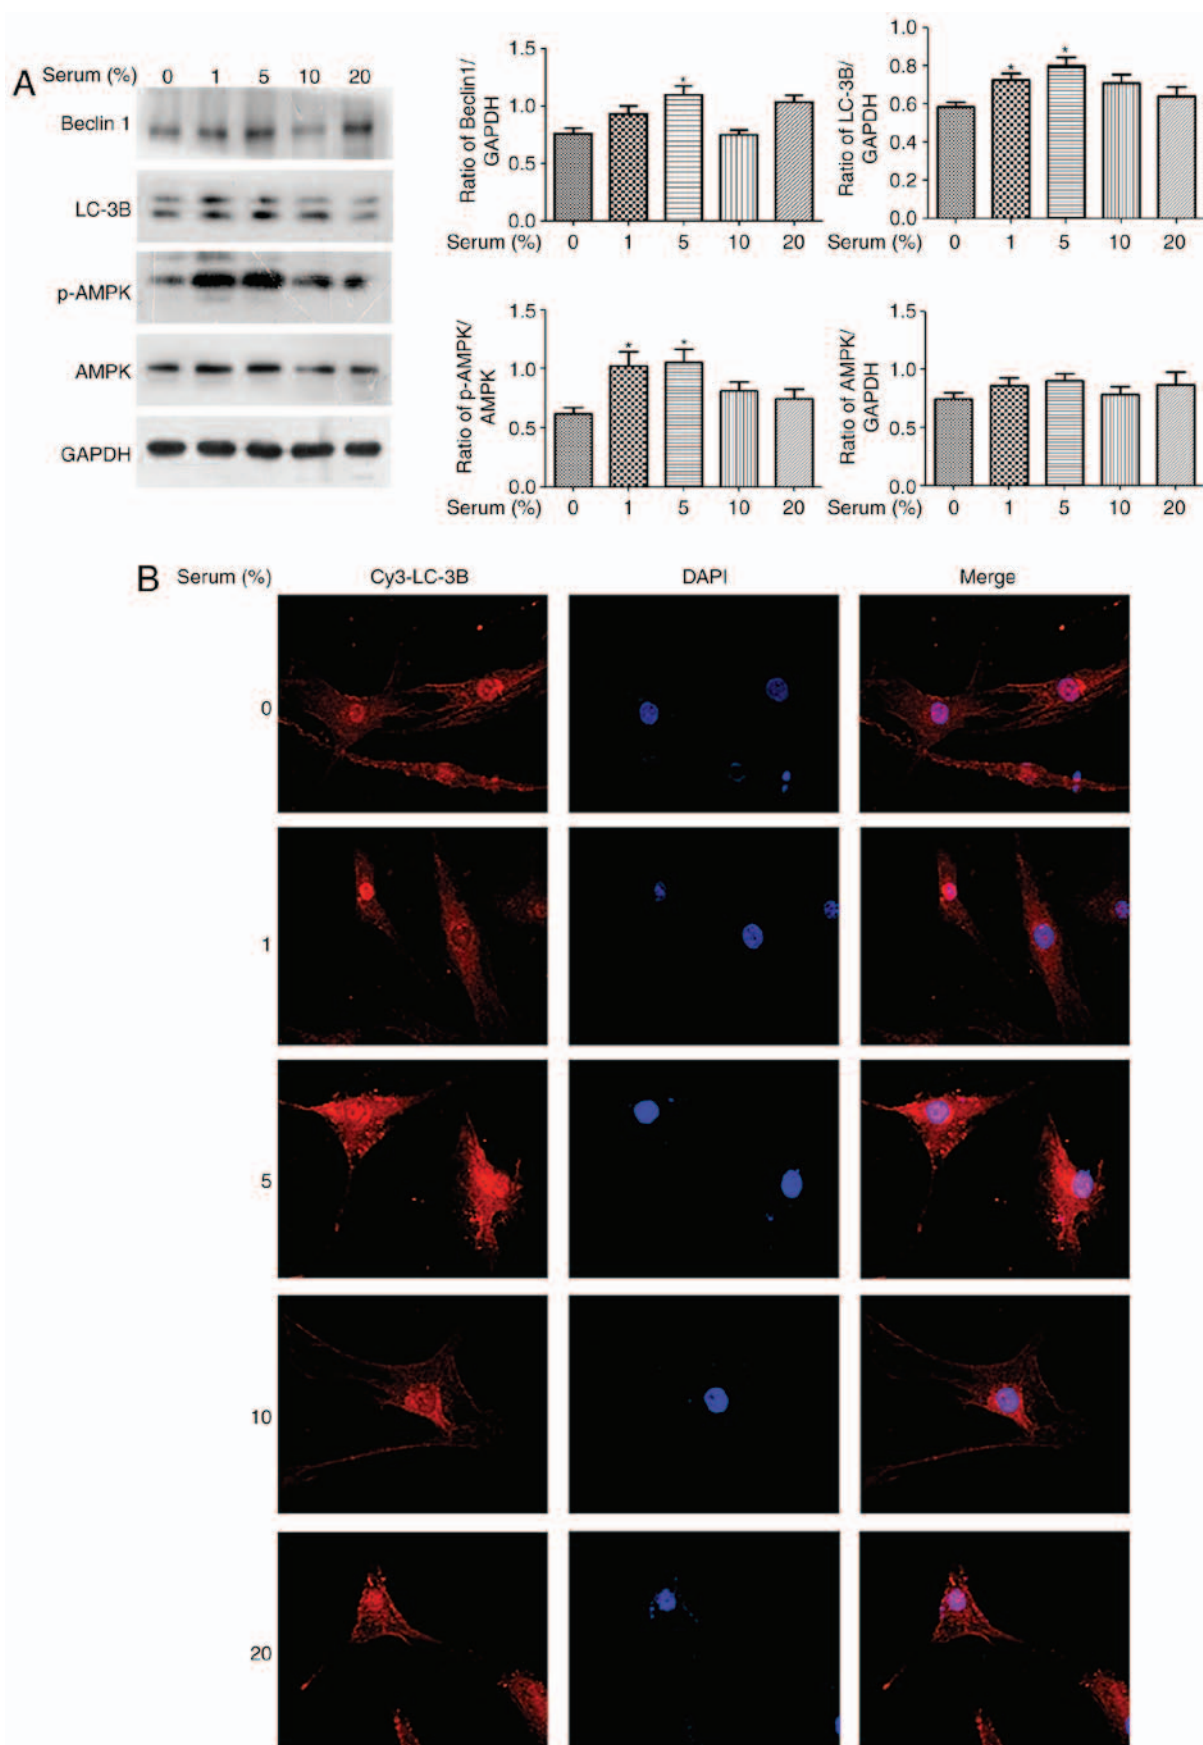 A
Serum (%) 0 1 5 10 20
Beclin 1
LC-3B
p-AMPK
AMPK
GAPDH
Ratio of Beclin1/
GAPDH
1.5
1.0
0.5
0.0
*
Serum (%) 0 1 5 10 20
Ratio of LC-3B/
GAPDH
1.0
0.8
0.6
0.4
0.2
0.0
* *
Serum (%) 0 1 5 10 20
Ratio of p-AMPK/
AMPK
1.5
1.0
0.5
0.0
* *
Serum (%) 0 1 5 10 20
Ratio of AMPK/
GAPDH
1.5
1.0
0.5
0.0
Serum (%) 0 1 5 10 20
B
Serum (%) Cy3-LC-3B DAPI Merge
0
1
5
10
20